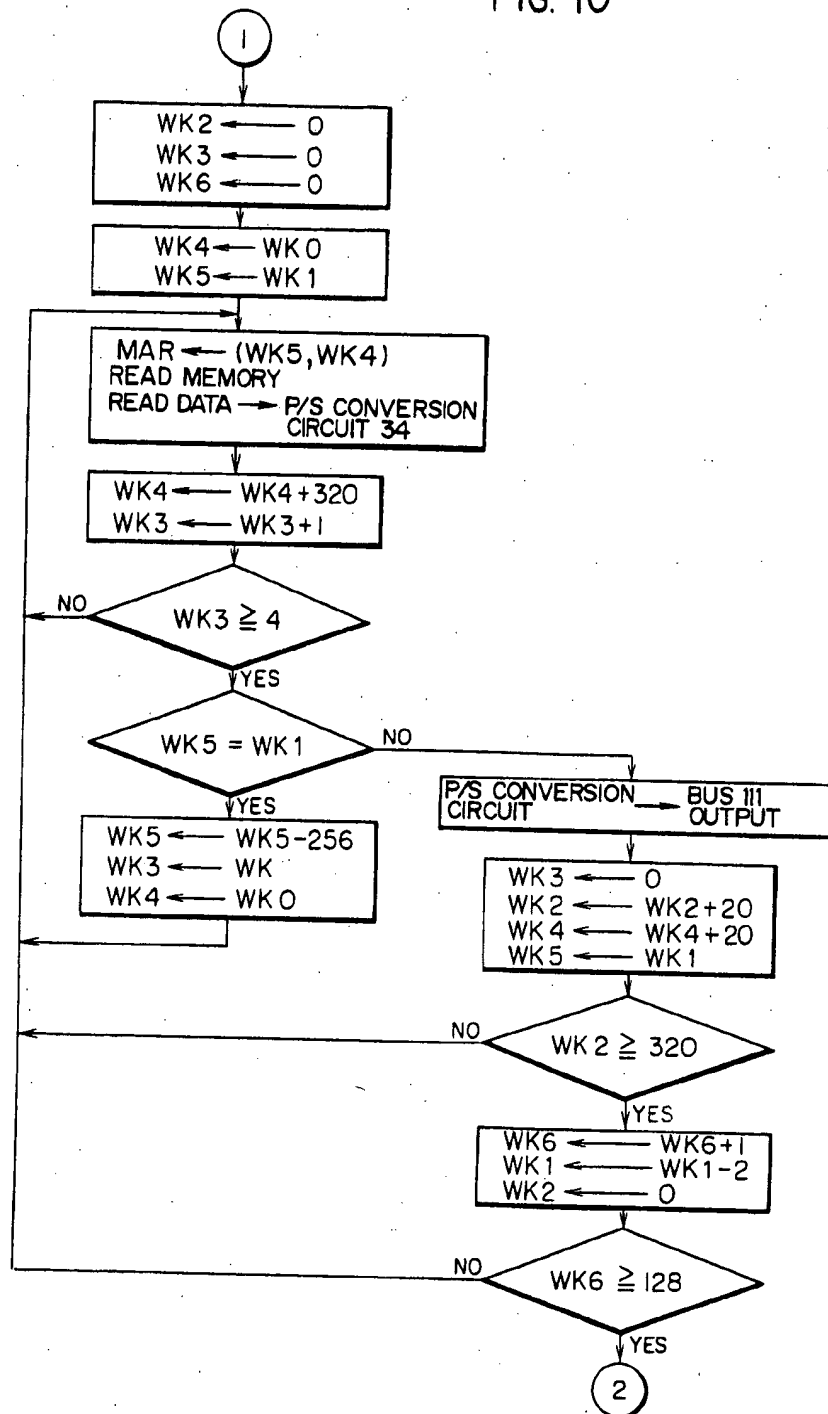 FIG. 10
1
WK2 ← 0
WK3 ← 0
WK6 ← 0
WK4 ← WK0
WK5 ← WK1
MAR ← (WK5,WK4)
READ MEMORY
READ DATA → P/S CONVERSION
CIRCUIT 34
WK4 ← WK4+320
WK3 ← WK3+1
NO
WK3 ≧ 4
YES
WK5 = WK1
NO
YES
WK5 ← WK5-256
WK3 ← WK
WK4 ← WK0
P/S CONVERSION → BUS 111
CIRCUIT OUTPUT
WK3 ← 0
WK2 ← WK2+20
WK4 ← WK4+20
WK5 ← WK1
NO
WK2 ≧ 320
YES
WK6 ← WK6+1
WK1 ← WK1-2
WK2 ← 0
NO
WK6 ≧ 128
YES
2